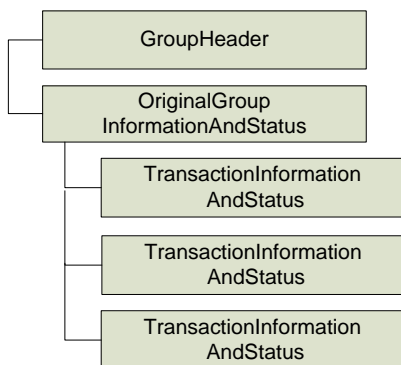 GroupHeader
OriginalGroup
InformationAndStatus
TransactionInformation
AndStatus
TransactionInformation
AndStatus
TransactionInformation
AndStatus